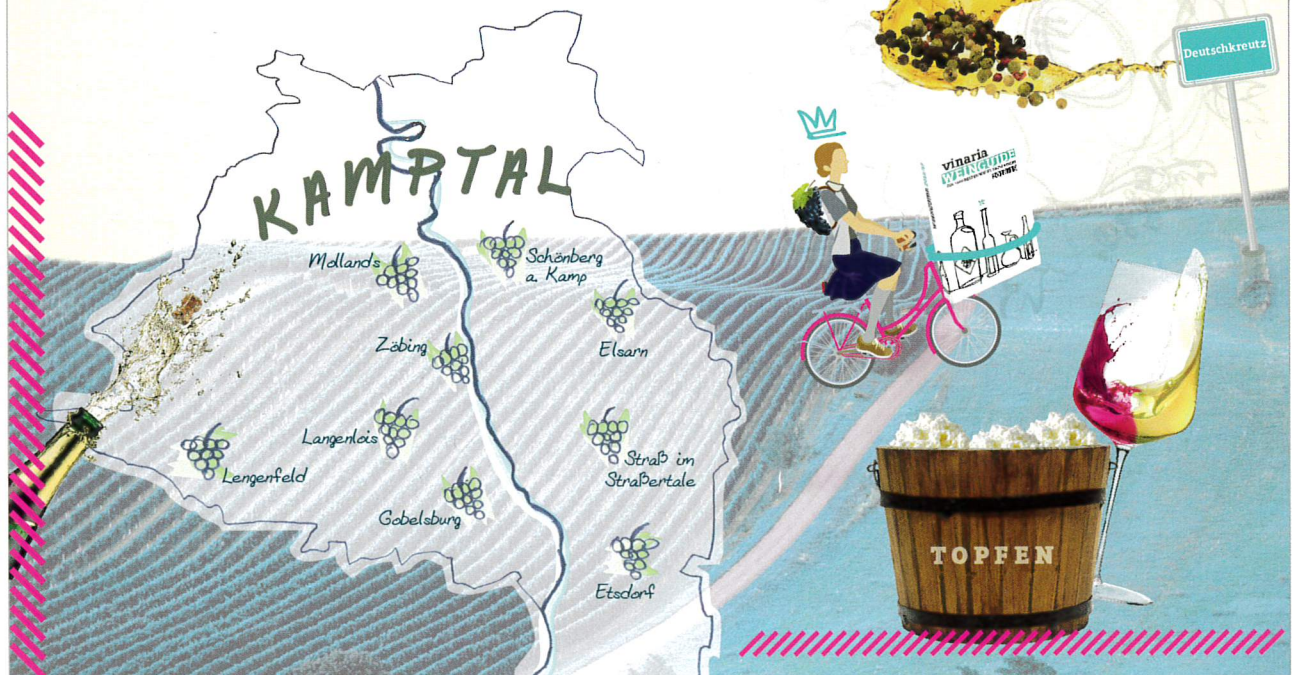 KAMPTAL
Mollands
Schönberg
a. Kamp
Zöbing
Elsarn
Langenlois
Lengenfeld
Straß im
Straßertale
Gobelsburg
Etsdorf
Deutschkreutz
vinaria
WEINGUIDE
TOPFEN